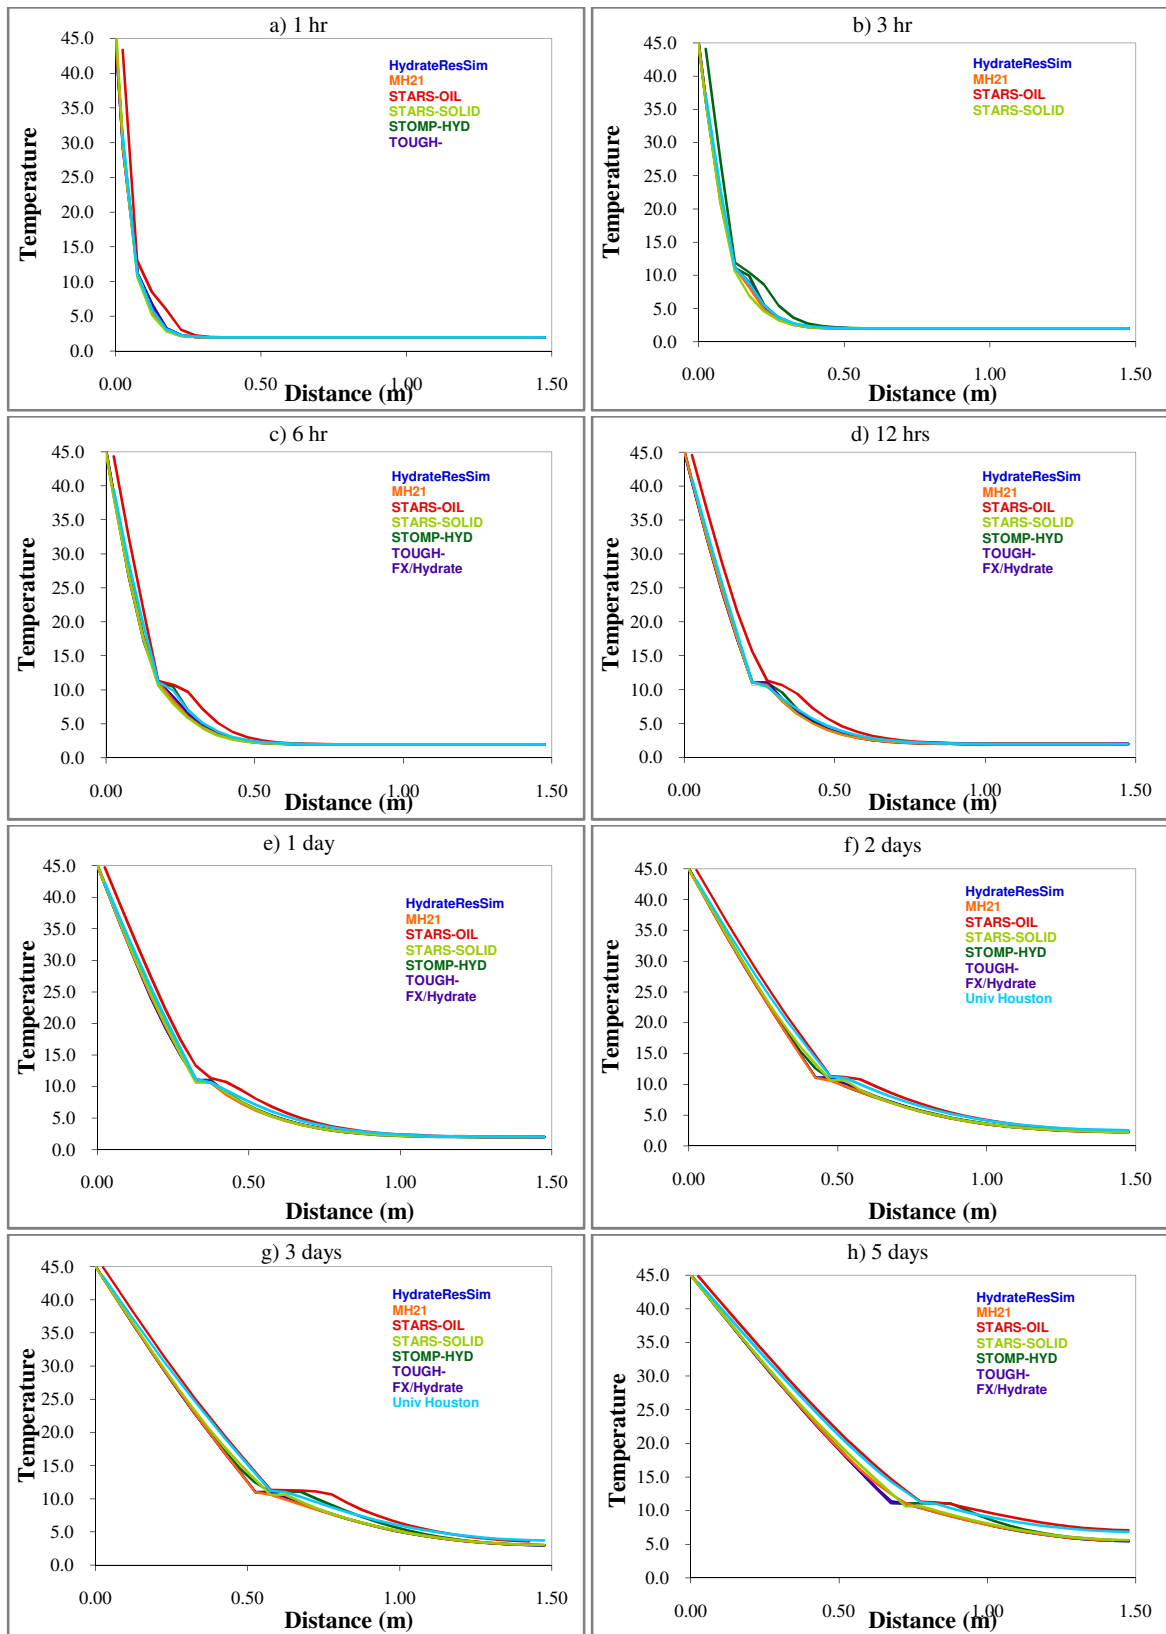 a) 1 hr
45.0
40.0
35.0
30.0
25.0
20.0
15.0
10.0
5.0
0.0
Temperature
HydrateResSim
MH21
STARS-OIL
STARS-SOLID
STOMP-HYD
TOUGH-
0.00
0.50
1.00
1.50
Distance (m)
b) 3 hr
45.0
40.0
35.0
30.0
25.0
20.0
15.0
10.0
5.0
0.0
Temperature
HydrateResSim
MH21
STARS-OIL
STARS-SOLID
0.00
0.50
1.00
1.50
Distance (m)
c) 6 hr
45.0
40.0
35.0
30.0
25.0
20.0
15.0
10.0
5.0
0.0
Temperature
HydrateResSim
MH21
STARS-OIL
STARS-SOLID
STOMP-HYD
TOUGH-
FX/Hydrate
0.00
0.50
1.00
1.50
Distance (m)
d) 12 hrs
45.0
40.0
35.0
30.0
25.0
20.0
15.0
10.0
5.0
0.0
Temperature
HydrateResSim
MH21
STARS-OIL
STARS-SOLID
STOMP-HYD
TOUGH-
FX/Hydrate
0.00
0.50
1.00
1.50
Distance (m)
e) 1 day
45.0
40.0
35.0
30.0
25.0
20.0
15.0
10.0
5.0
0.0
Temperature
HydrateResSim
MH21
STARS-OIL
STARS-SOLID
STOMP-HYD
TOUGH-
FX/Hydrate
0.00
0.50
1.00
1.50
Distance (m)
f) 2 days
45.0
40.0
35.0
30.0
25.0
20.0
15.0
10.0
5.0
0.0
Temperature
HydrateResSim
MH21
STARS-OIL
STARS-SOLID
STOMP-HYD
TOUGH-
FX/Hydrate
Univ Houston
0.00
0.50
1.00
1.50
Distance (m)
g) 3 days
45.0
40.0
35.0
30.0
25.0
20.0
15.0
10.0
5.0
0.0
Temperature
HydrateResSim
MH21
STARS-OIL
STARS-SOLID
STOMP-HYD
TOUGH-
FX/Hydrate
Univ Houston
0.00
0.50
1.00
1.50
Distance (m)
h) 5 days
45.0
40.0
35.0
30.0
25.0
20.0
15.0
10.0
5.0
0.0
Temperature
HydrateResSim
MH21
STARS-OIL
STARS-SOLID
STOMP-HYD
TOUGH-
FX/Hydrate
0.00
0.50
1.00
1.50
Distance (m)